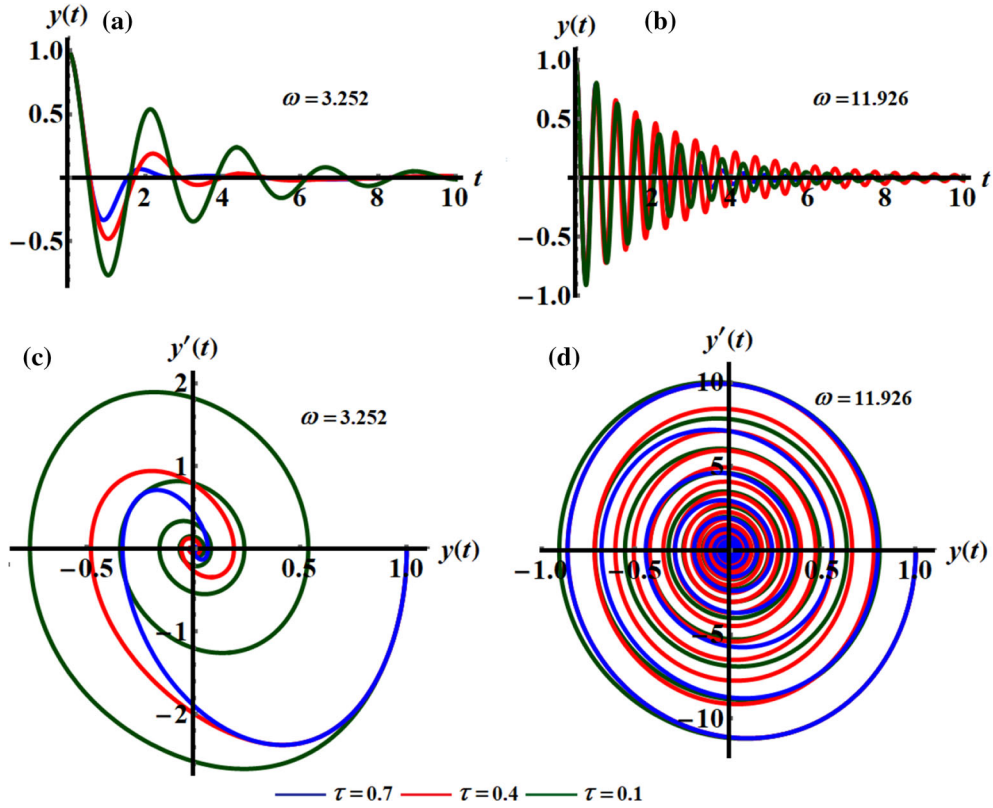 y(t) (a)
1.0
0.5
ω = 3.252
2 4 6 8 10 t
−0.5
y(t) (b)
1.0
0.5
ω = 11.926
2 4 6 8 10 t
−0.5
−1.0
(c) y′(t)
2
ω = 3.252
1
−0.5 0.5 1.0 y(t)
−1
−2
(d) y′(t)
10
ω = 11.926
5
−1.0 −0.5 0.5 1.0 y(t)
−5
−10
τ = 0.7 τ = 0.4 τ = 0.1